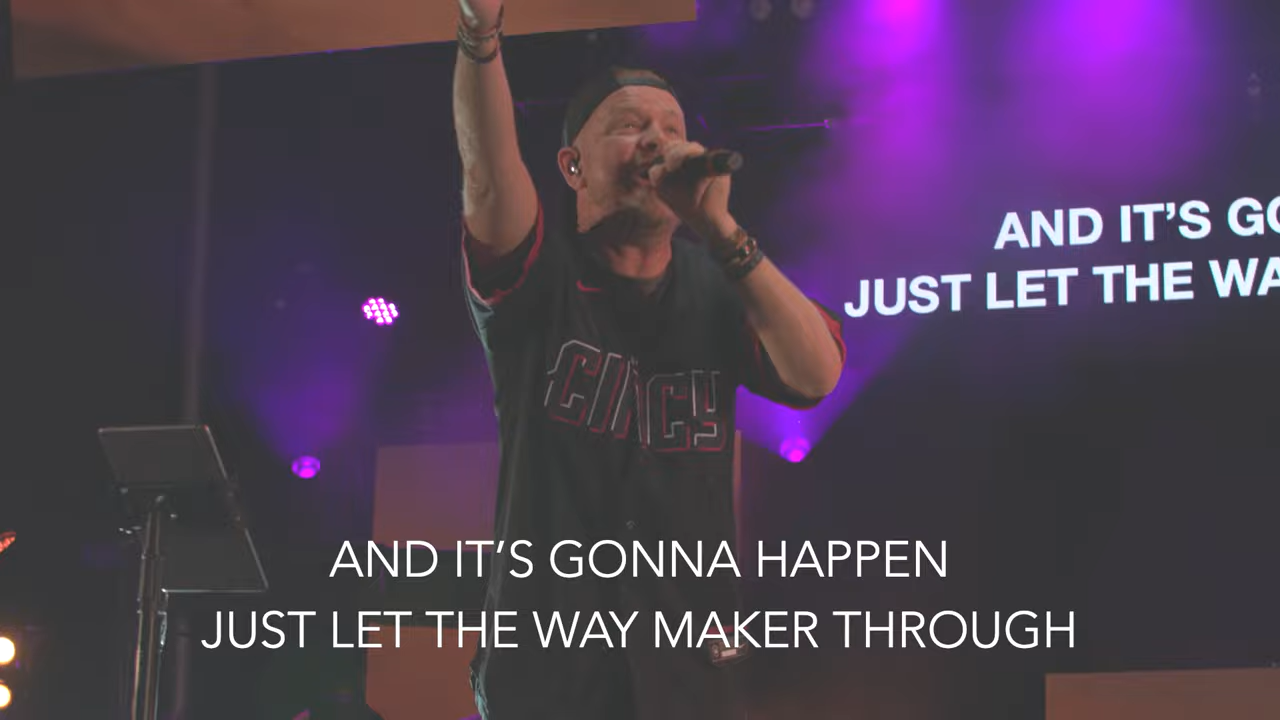 AND IT'S GO
JUST LET THE WA
CINCY
AND IT'S GONNA HAPPEN
JUST LET THE WAY MAKER THROUGH